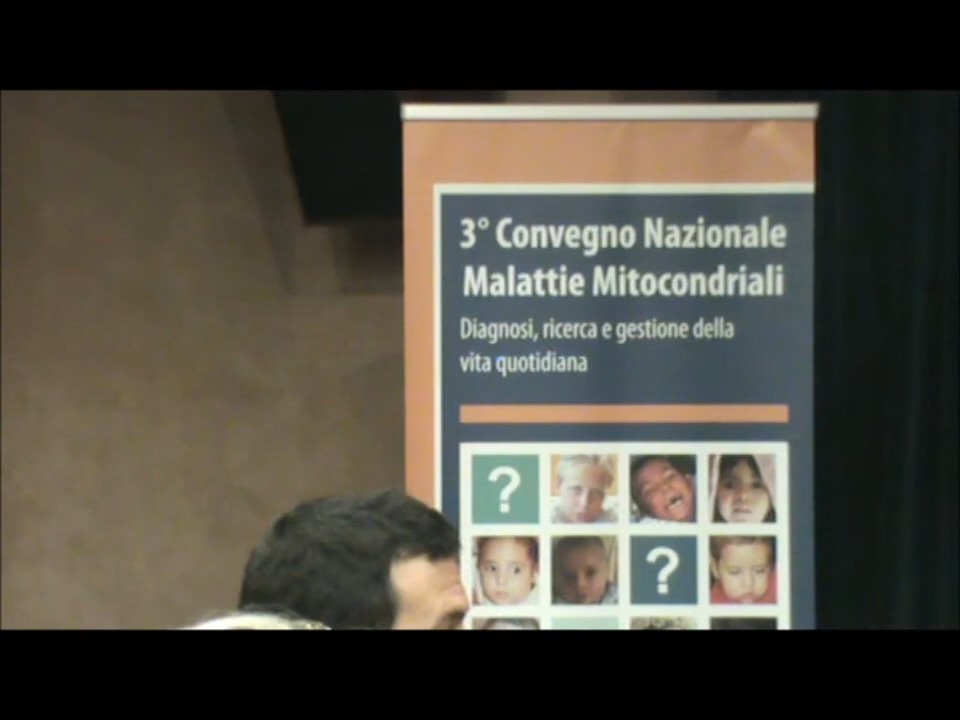 3° Convegno Nazionale
Malattie Mitocondriali
Diagnosi, ricerca e gestione della
vita quotidiana
?
?